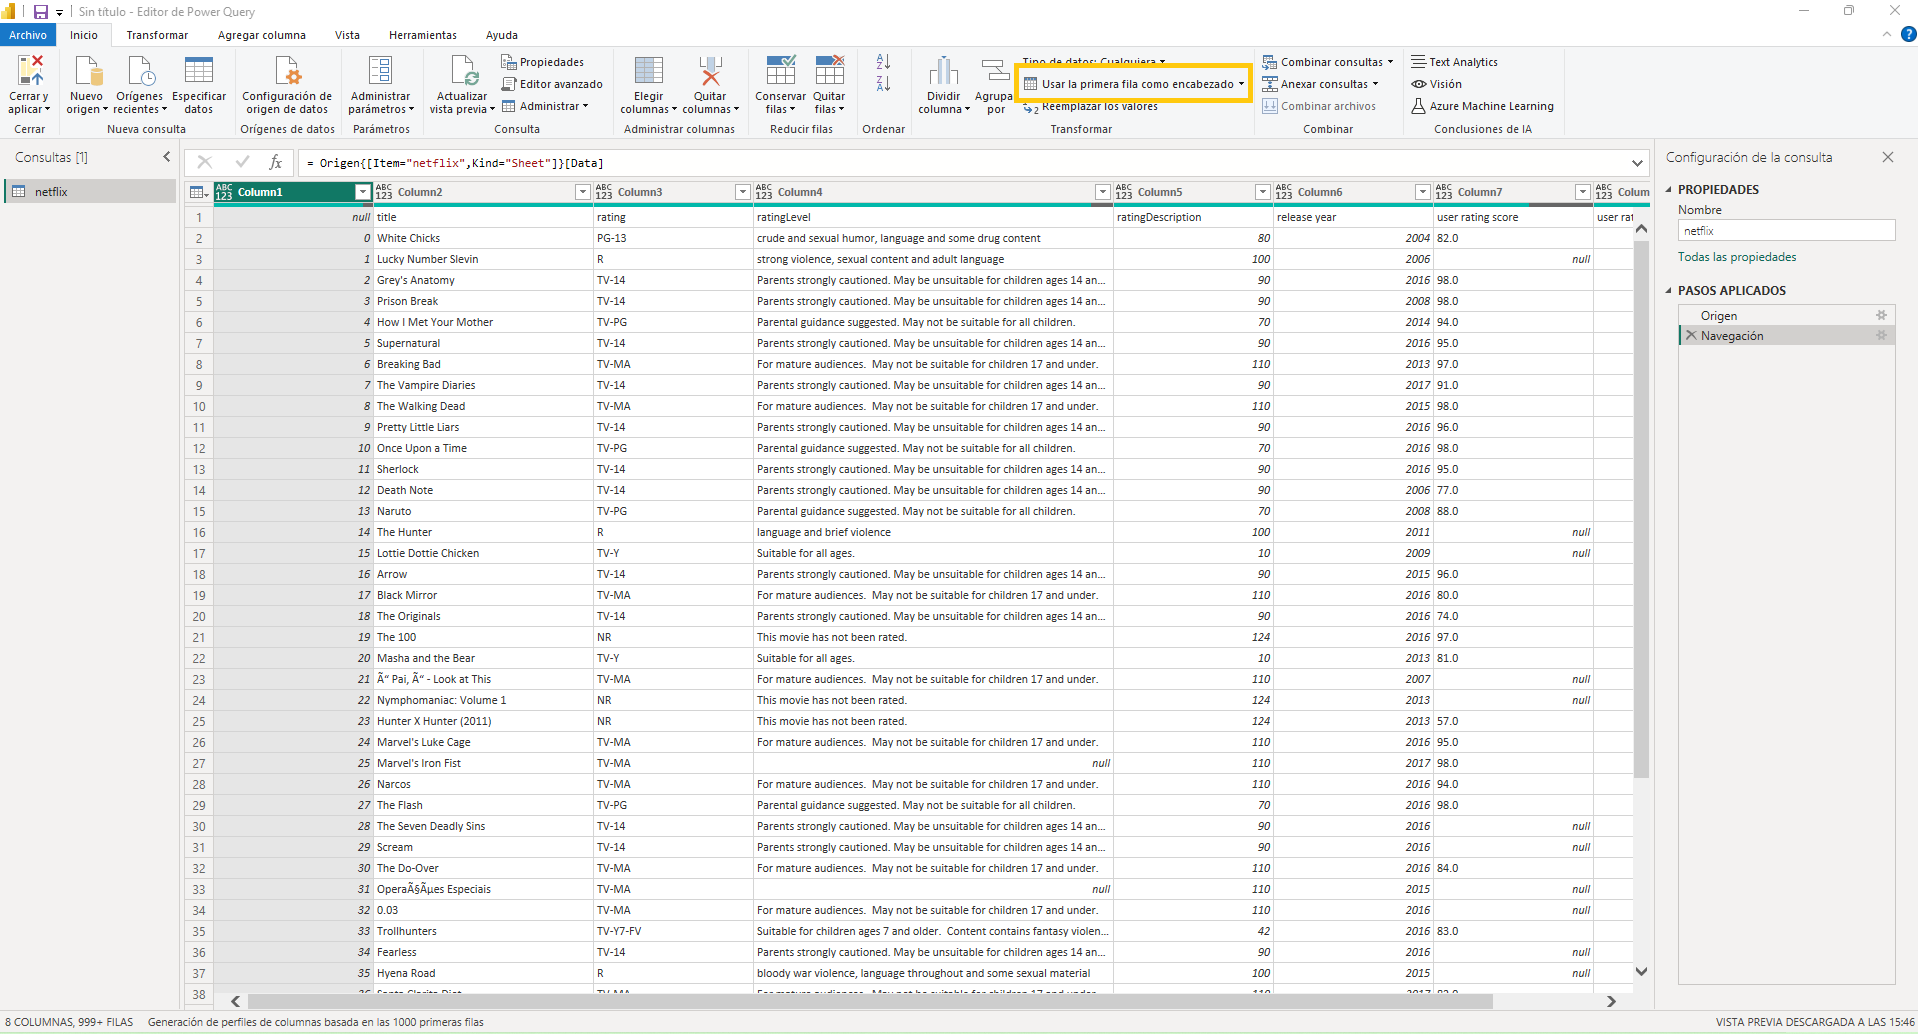 Sin título - Editor de Power Query
Archivo Inicio Transformar Agregar columna Vista Herramientas Ayuda
Cerrar y aplicar
Cerrar
Nuevo origen Orígenes recientes Especificar datos
Nueva consulta
Configuración de origen de datos
Orígenes de datos
Administrar parámetros
Parámetros
Actualizar vista previa
Propiedades
Editor avanzado
Administrar
Consulta
Elegir columnas Quitar columnas
Administrar columnas
Conservar filas Quitar filas
Reducir filas
Ordenar
Dividir columna Agrupar por
Tipo de datos: Cualquiera
Usar la primera fila como encabezado
Reemplazar los valores
Transformar
Combinar consultas
Anexar consultas
Combinar archivos
Combinar
Text Analytics
Visión
Azure Machine Learning
Conclusiones de IA
Consultas [1]
netflix
= Origen{[Item="netflix",Kind="Sheet"]}[Data]
ABC 123 Column1 ABC 123 Column2 ABC 123 Column3 ABC 123 Column4 ABC 123 Column5 ABC 123 Column6 ABC 123 Column7 ABC 123 Colum
1 null title rating ratingLevel ratingDescription release year user rating score user rat
2 0 White Chicks PG-13 crude and sexual humor, language and some drug content 80 2004 82.0
3 1 Lucky Number Slevin R strong violence, sexual content and adult language 100 2006 null
4 2 Grey's Anatomy TV-14 Parents strongly cautioned. May be unsuitable for children ages 14 an... 90 2016 98.0
5 3 Prison Break TV-14 Parents strongly cautioned. May be unsuitable for children ages 14 an... 90 2008 98.0
6 4 How I Met Your Mother TV-PG Parental guidance suggested. May not be suitable for all children. 70 2014 94.0
7 5 Supernatural TV-14 Parents strongly cautioned. May be unsuitable for children ages 14 an... 90 2016 95.0
8 6 Breaking Bad TV-MA For mature audiences.  May not be suitable for children 17 and under. 110 2013 97.0
9 7 The Vampire Diaries TV-14 Parents strongly cautioned. May be unsuitable for children ages 14 an... 90 2017 91.0
10 8 The Walking Dead TV-MA For mature audiences.  May not be suitable for children 17 and under. 110 2015 98.0
11 9 Pretty Little Liars TV-14 Parents strongly cautioned. May be unsuitable for children ages 14 an... 90 2016 96.0
12 10 Once Upon a Time TV-PG Parental guidance suggested. May not be suitable for all children. 70 2016 98.0
13 11 Sherlock TV-14 Parents strongly cautioned. May be unsuitable for children ages 14 an... 90 2016 95.0
14 12 Death Note TV-14 Parents strongly cautioned. May be unsuitable for children ages 14 an... 90 2006 77.0
15 13 Naruto TV-PG Parental guidance suggested. May not be suitable for all children. 70 2008 88.0
16 14 The Hunter R language and brief violence 100 2011 null
17 15 Lottie Dottie Chicken TV-Y Suitable for all ages. 10 2009 null
18 16 Arrow TV-14 Parents strongly cautioned. May be unsuitable for children ages 14 an... 90 2015 96.0
19 17 Black Mirror TV-MA For mature audiences.  May not be suitable for children 17 and under. 110 2016 80.0
20 18 The Originals TV-14 Parents strongly cautioned. May be unsuitable for children ages 14 an... 90 2016 74.0
21 19 The 100 NR This movie has not been rated. 124 2016 97.0
22 20 Masha and the Bear TV-Y Suitable for all ages. 10 2013 81.0
23 21 Ã“ Pai, Ã“ - Look at This TV-MA For mature audiences.  May not be suitable for children 17 and under. 110 2007 null
24 22 Nymphomaniac: Volume 1 NR This movie has not been rated. 124 2013 null
25 23 Hunter X Hunter (2011) NR This movie has not been rated. 124 2013 57.0
26 24 Marvel's Luke Cage TV-MA For mature audiences.  May not be suitable for children 17 and under. 110 2016 95.0
27 25 Marvel's Iron Fist TV-MA null 110 2017 98.0
28 26 Narcos TV-MA For mature audiences.  May not be suitable for children 17 and under. 110 2016 94.0
29 27 The Flash TV-PG Parental guidance suggested. May not be suitable for all children. 70 2016 98.0
30 28 The Seven Deadly Sins TV-14 Parents strongly cautioned. May be unsuitable for children ages 14 an... 90 2016 null
31 29 Scream TV-14 Parents strongly cautioned. May be unsuitable for children ages 14 an... 90 2016 null
32 30 The Do-Over TV-MA For mature audiences.  May not be suitable for children 17 and under. 110 2016 84.0
33 31 OperaÃ§Ãµes Especiais TV-MA null 110 2015 null
34 32 0.03 TV-MA For mature audiences.  May not be suitable for children 17 and under. 110 2016 null
35 33 Trollhunters TV-Y7-FV Suitable for children ages 7 and older.  Content contains fantasy violen... 42 2016 83.0
36 34 Fearless TV-14 Parents strongly cautioned. May be unsuitable for children ages 14 an... 90 2016 null
37 35 Hyena Road R bloody war violence, language throughout and some sexual material 100 2015 null
38
Configuración de la consulta
PROPIEDADES
Nombre
netflix
Todas las propiedades
PASOS APLICADOS
Origen
Navegación
8 COLUMNAS, 999+ FILAS Generación de perfiles de columnas basada en las 1000 primeras filas
VISTA PREVIA DESCARGADA A LAS 15:46